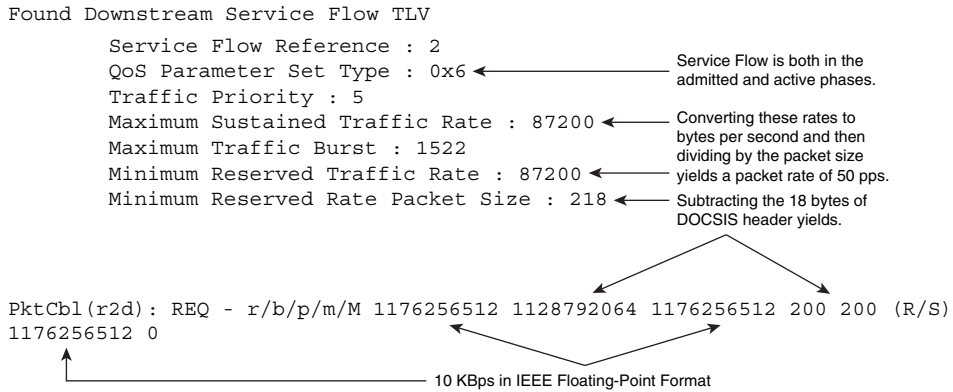 Found Downstream Service Flow TLV
Service Flow Reference : 2
QoS Parameter Set Type : 0x6
Service Flow is both in the
admitted and active phases.
Traffic Priority : 5
Maximum Sustained Traffic Rate : 87200
Maximum Traffic Burst : 1522
Minimum Reserved Traffic Rate : 87200
Converting these rates to
bytes per second and then
dividing by the packet size
yields a packet rate of 50 pps.
Minimum Reserved Rate Packet Size : 218
Subtracting the 18 bytes of
DOCSIS header yields.
PktCbl(r2d): REQ - r/b/p/m/M 1176256512 1128792064 1176256512 200 200 (R/S)
1176256512 0
10 KBps in IEEE Floating-Point Format